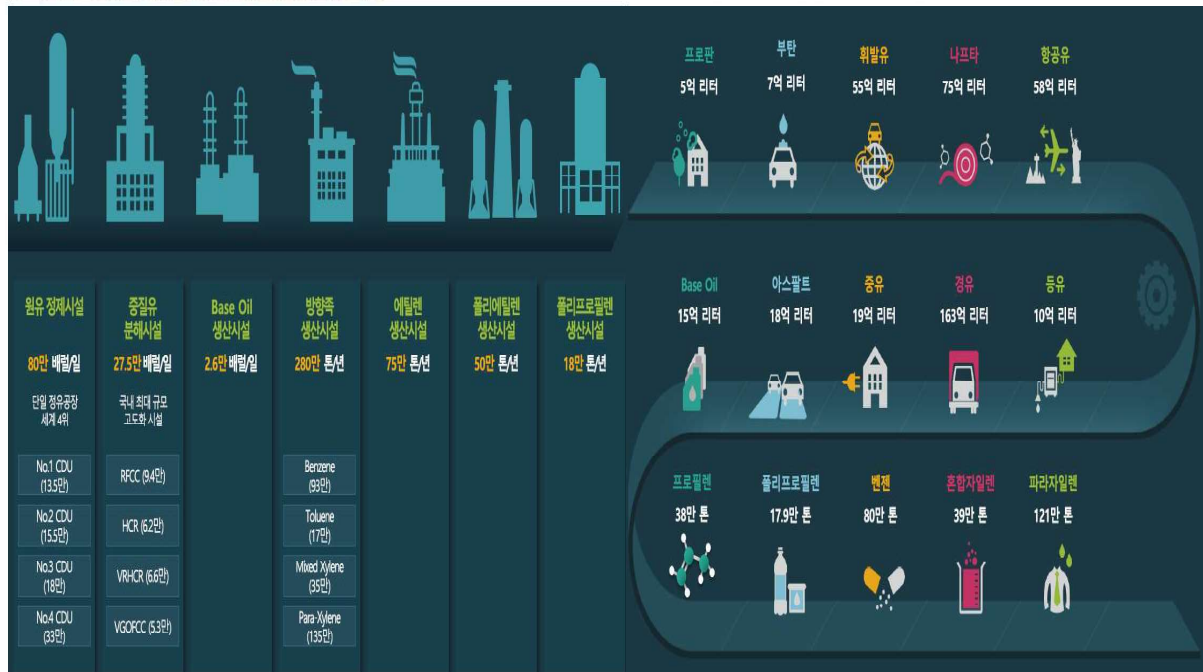 원유 정제시설
80만 배럴/일
단일 정유공장
세계 4위
No.1 CDU
(13.5만)
No.2 CDU
(15.5만)
No.3 CDU
(18만)
No.4 CDU
(33만)
중질유
분해시설
27.5만 배럴/일
국내 최대 규모
고도화 시설
RFCC (9.4만)
HCR (6.2만)
VRHCR (6.6만)
VGOFCC (5.3만)
Base Oil
생산시설
2.6만 배럴/일
방향족
생산시설
280만 톤/년
Benzene
(93만)
Toluene
(17만)
Mixed Xylene
(35만)
Para-Xylene
(135만)
에틸렌
생산시설
75만 톤/년
폴리에틸렌
생산시설
50만 톤/년
폴리프로필렌
생산시설
18만 톤/년
프로판
5억 리터
부탄
7억 리터
휘발유
55억 리터
나프타
75억 리터
항공유
58억 리터
Base Oil
15억 리터
아스팔트
18억 리터
중유
19억 리터
경유
163억 리터
등유
10억 리터
프로필렌
38만 톤
폴리프로필렌
17.9만 톤
벤젠
80만 톤
혼합자일렌
39만 톤
파라자일렌
121만 톤